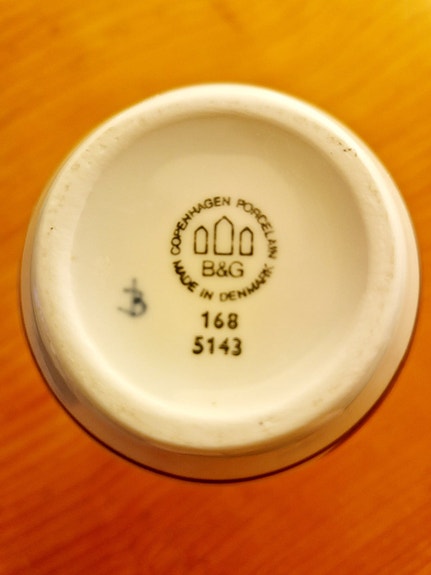 COPENHAGEN PORCELAIN
B&G
MADE IN DENMARK
168
5143